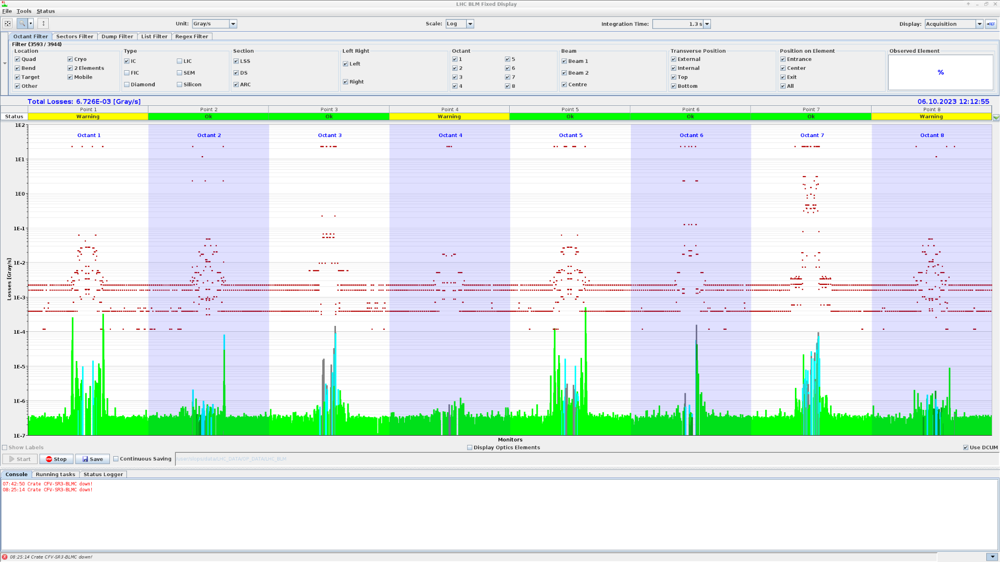 LHC BLM Fixed Display
File Tools Status
Unit: Gray/s Scale: Log Integration Time: 1.3 s Display: Acquisition REF
Octant Filter Sectors Filter Dump Filter List Filter Regex Filter
Filter (3593 / 3944)
Location Type Section Left Right Octant Beam Transverse Position Position on Element Observed Element
Quad Cryo IC LIC LSS Left 1 5 Beam 1 External Entrance
Bend 2 Elements FIC SEM DS 2 6 Beam 2 Internal Center %
Target Mobile Diamond Silicon ARC Right 3 7 Centre Top Exit
Other 4 8 Bottom All
Total Losses: 6.726E-03 [Gray/s] 06.10.2023 12:12:55
Point 1 Point 2 Point 3 Point 4 Point 5 Point 6 Point 7 Point 8
Status Warning Ok Ok Warning Ok Ok Ok Warning
1E2
Octant 1 Octant 2 Octant 3 Octant 4 Octant 5 Octant 6 Octant 7 Octant 8
1E1
1E0
1E-1
1E-2
1E-3
1E-4
1E-5
1E-6
1E-7
Losses [Gray/s]
Monitors
Show Labels Display Optics Elements Use DCUM
Start STOP Stop Save Continuous Saving /user/slops/data/LHC_DATA/OP_DATA/LHC_BLM
Console Running tasks Status Logger
07:42:50 Crate CFV-SR3-BLMC down!
08:25:14 Crate CFV-SR3-BLMC down!
08:25:14 Crate CFV-SR3-BLMC down!